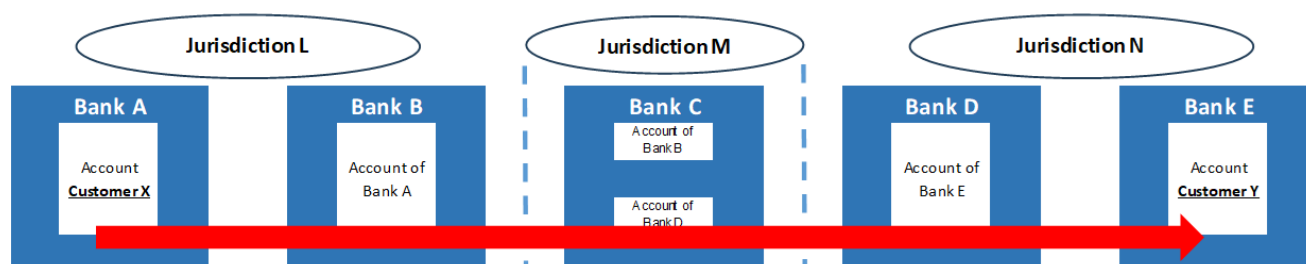 Jurisdiction L
Jurisdiction M
Jurisdiction N
Bank A
Account
Customer X
Bank B
Account of
Bank A
Bank C
Account of
Bank B
Account of
Bank D
Bank D
Account of
Bank E
Bank E
Account
Customer Y